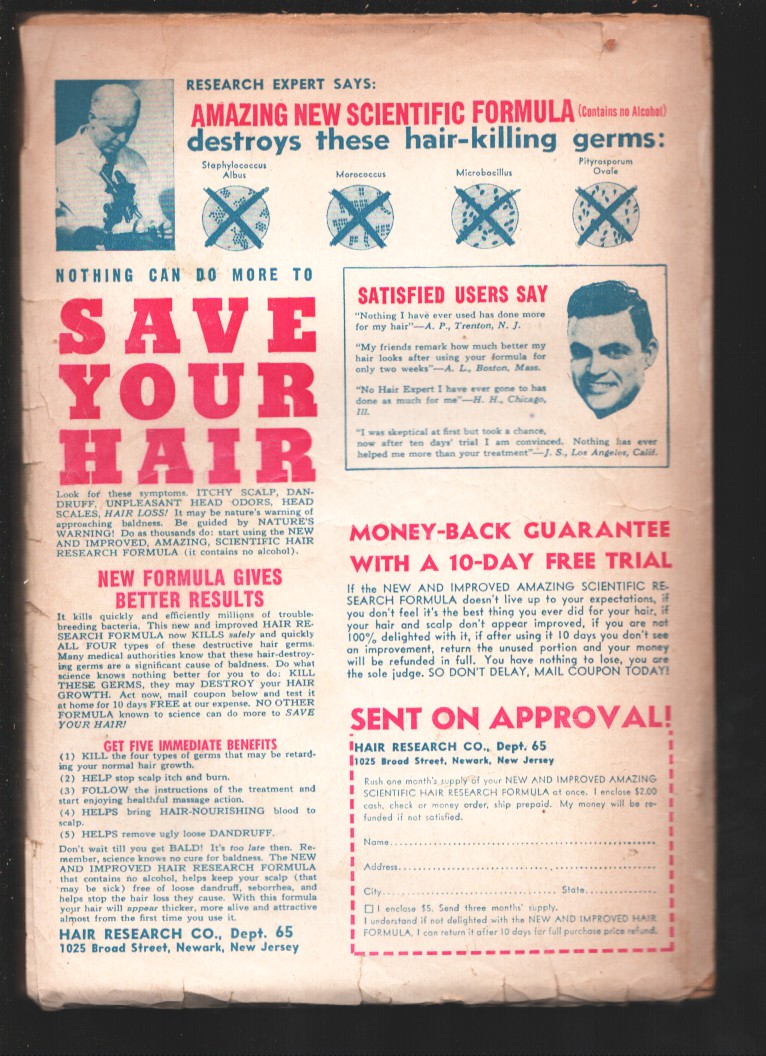 RESEARCH EXPERT SAYS:
AMAZING NEW SCIENTIFIC FORMULA (Contains no Alcohol)
destroys these hair-killing germs:
Staphylococcus
Albus
Morococcus
Microbacillus
Pityrosporum
Ovale
NOTHING CAN DO MORE TO
SAVE
YOUR
HAIR
Look for these symptoms. ITCHY SCALP, DAN-
DRUFF, UNPLEASANT HEAD ODORS, HEAD
SCALES, HAIR LOSS! It may be nature's warning of
approaching baldness. Be guided by NATURE'S
WARNING! Do as thousands do: start using the NEW
AND IMPROVED, AMAZING, SCIENTIFIC HAIR
RESEARCH FORMULA (it contains no alcohol).
NEW FORMULA GIVES
BETTER RESULTS
It kills quickly and efficiently millions of trouble-
breeding bacteria. This new and improved HAIR RE-
SEARCH FORMULA now KILLS safely and quickly
ALL FOUR types of these destructive hair germs.
Many medical authorities know that these hair-destroy-
ing germs are a significant cause of baldness. Do what
science knows nothing better for you to do: KILL
THESE GERMS, they may DESTROY your HAIR
GROWTH. Act now, mail coupon below and test it
at home for 10 days FREE at our expense. NO OTHER
FORMULA known to science can do more to SAVE
YOUR HAIR!
GET FIVE IMMEDIATE BENEFITS
(1) KILL the four types of germs that may be retard-
ing your normal hair growth.
(2) HELP stop scalp itch and burn.
(3) FOLLOW the instructions of the treatment and
start enjoying healthful massage action.
(4) HELPS bring HAIR-NOURISHING blood to
scalp.
(5) HELPS remove ugly loose DANDRUFF.
Don't wait till you get BALD! It's too late then. Re-
member, science knows no cure for baldness. The NEW
AND IMPROVED HAIR RESEARCH FORMULA
that contains no alcohol, helps keep your scalp (that
may be sick) free of loose dandruff, seborrhea, and
helps stop the hair loss they cause. With this formula
your hair will appear thicker, more alive and attractive
almost from the first time you use it.
HAIR RESEARCH CO., Dept. 65
1025 Broad Street, Newark, New Jersey
SATISFIED USERS SAY
"Nothing I have ever used has done more
for my hair"—A. P., Trenton, N. J.
"My friends remark how much better my
hair looks after using your formula for
only two weeks"—A. L., Boston, Mass.
"No Hair Expert I have ever gone to has
done as much for me"—H. H., Chicago,
Ill.
"I was skeptical at first but took a chance,
now after ten days' trial I am convinced. Nothing has ever
helped me more than your treatment"—J. S., Los Angeles, Calif.
MONEY-BACK GUARANTEE
WITH A 10-DAY FREE TRIAL
If the NEW AND IMPROVED AMAZING SCIENTIFIC RE-
SEARCH FORMULA doesn't live up to your expectations, if
you don't feel it's the best thing you ever did for your hair, if
your hair and scalp don't appear improved, if you are not
100% delighted with it, if after using it 10 days you don't see
an improvement, return the unused portion and your money
will be refunded in full. You have nothing to lose, you are
the sole judge. SO DON'T DELAY, MAIL COUPON TODAY!
SENT ON APPROVAL!
HAIR RESEARCH CO., Dept. 65
1025 Broad Street, Newark, New Jersey
Rush one month's supply of your NEW AND IMPROVED AMAZING
SCIENTIFIC HAIR RESEARCH FORMULA at once. I enclose $2.00
cash, check or money order, ship prepaid. My money will be re-
funded if not satisfied.
Name
Address
City State
I enclose $5. Send three months' supply.
I understand if not delighted with the NEW AND IMPROVED HAIR
FORMULA, I can return it after 10 days for full purchase price refund.